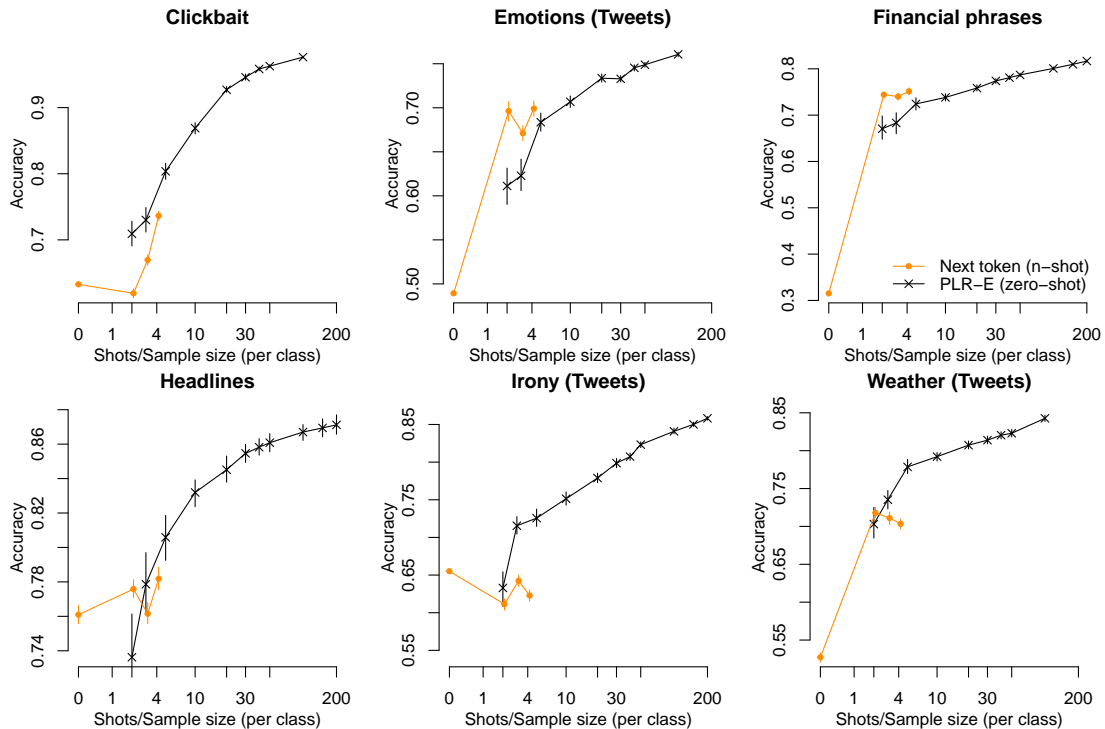 Clickbait
Accuracy
0.7 0.8 0.9
0 1 4 10 30 200
Shots/Sample size (per class)
Emotions (Tweets)
Accuracy
0.50 0.60 0.70
0 1 4 10 30 200
Shots/Sample size (per class)
Financial phrases
Accuracy
0.3 0.4 0.5 0.6 0.7 0.8
Next token (n−shot)
PLR−E (zero−shot)
0 1 4 10 30 200
Shots/Sample size (per class)
Headlines
Accuracy
0.74 0.78 0.82 0.86
0 1 4 10 30 200
Shots/Sample size (per class)
Irony (Tweets)
Accuracy
0.55 0.65 0.75 0.85
0 1 4 10 30 200
Shots/Sample size (per class)
Weather (Tweets)
Accuracy
0.55 0.65 0.75 0.85
0 1 4 10 30 200
Shots/Sample size (per class)